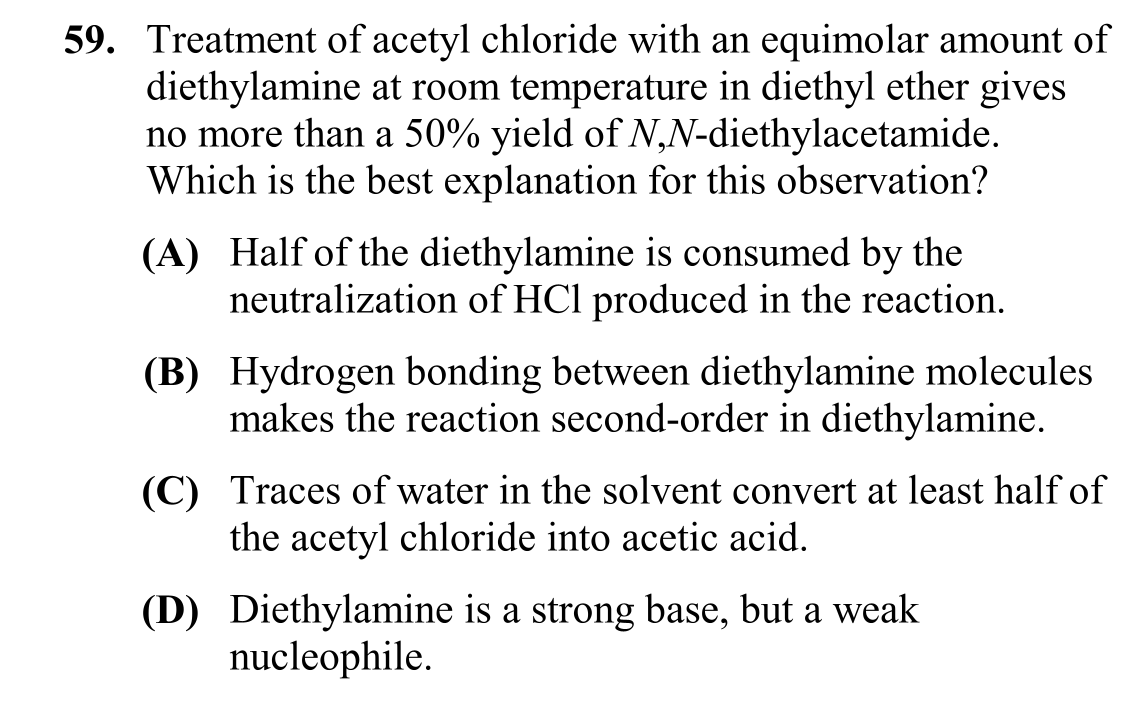 59. Treatment of acetyl chloride with an equimolar amount of
diethylamine at room temperature in diethyl ether gives
no more than a 50% yield of N,N-diethylacetamide.
Which is the best explanation for this observation?
(A) Half of the diethylamine is consumed by the
neutralization of HCl produced in the reaction.
(B) Hydrogen bonding between diethylamine molecules
makes the reaction second-order in diethylamine.
(C) Traces of water in the solvent convert at least half of
the acetyl chloride into acetic acid.
(D) Diethylamine is a strong base, but a weak
nucleophile.